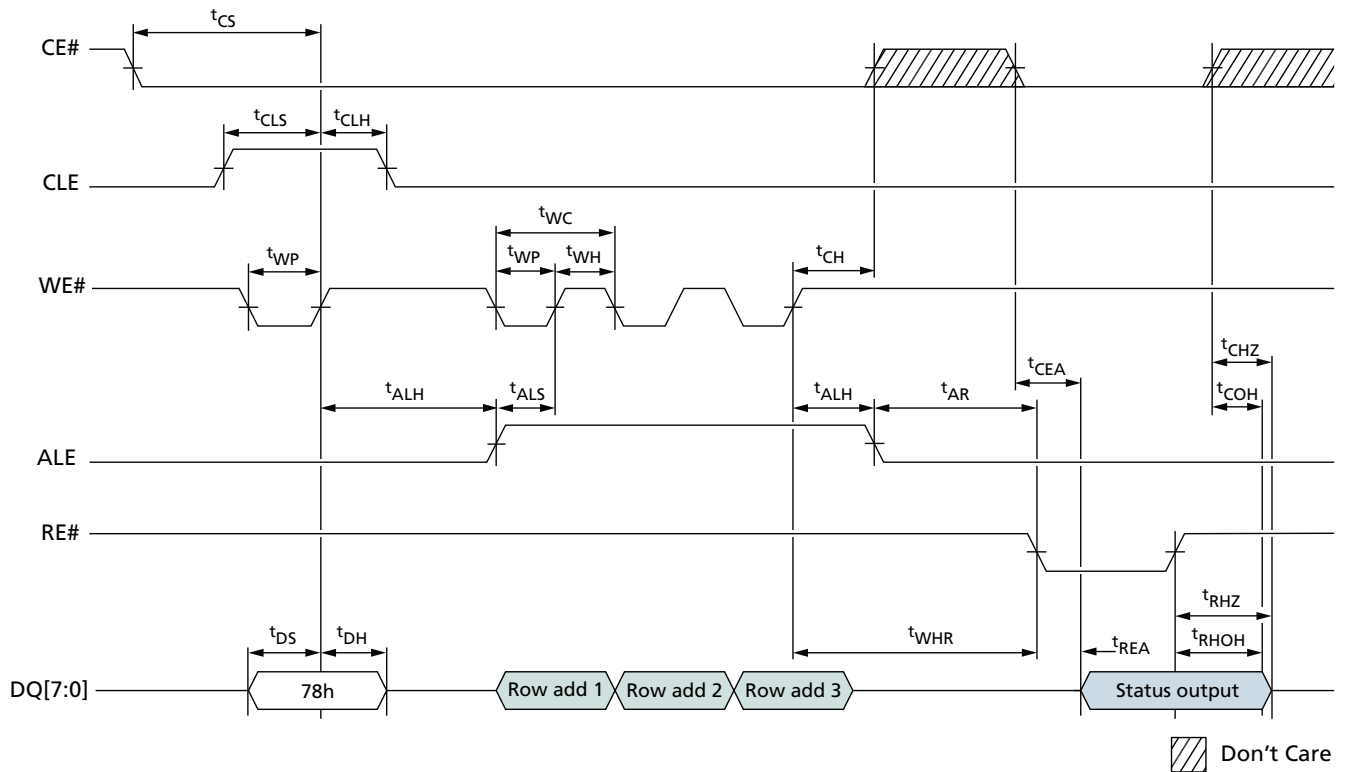 tCS
CE#
tCLS
tCLH
CLE
tWC
tWP
tWP
tWH
tCH
WE#
tCHZ
tCEA
tALH
tALS
tALH
tAR
tCOH
ALE
RE#
tRHZ
tDS
tDH
tWHR
tREA
tRHOH
DQ[7:0]
78h
Row add 1
Row add 2
Row add 3
Status output
Don't Care